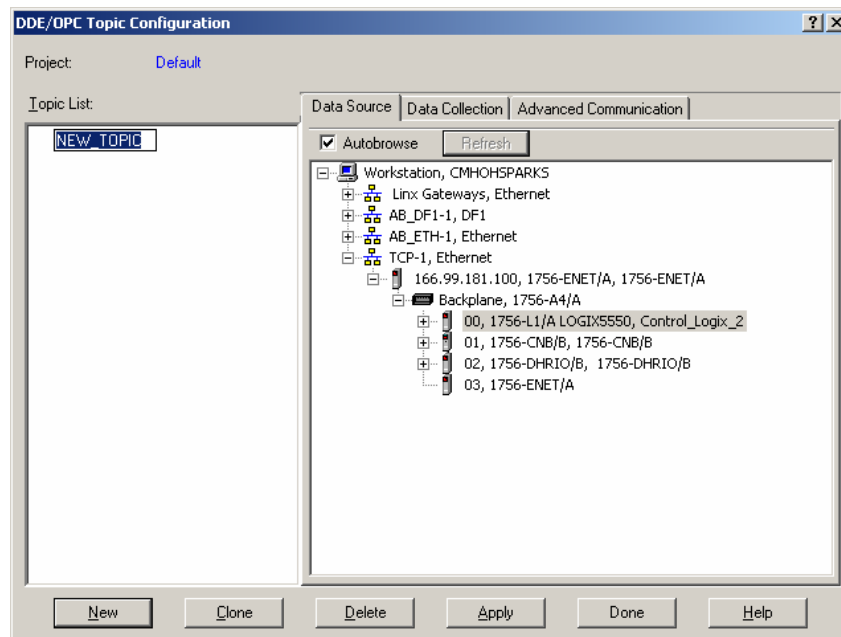 DDE/OPC Topic Configuration
Project: Default
Topic List:
NEW_TOPIC
Data Source Data Collection Advanced Communication
Autobrowse Refresh
Workstation, CMHOHSPARKS
Linx Gateways, Ethernet
AB_DF1-1, DF1
AB_ETH-1, Ethernet
TCP-1, Ethernet
166.99.181.100, 1756-ENET/A, 1756-ENET/A
Backplane, 1756-A4/A
00, 1756-L1/A LOGIX5550, Control_Logix_2
01, 1756-CNB/B, 1756-CNB/B
02, 1756-DHRIO/B, 1756-DHRIO/B
03, 1756-ENET/A
New Clone Delete Apply Done Help